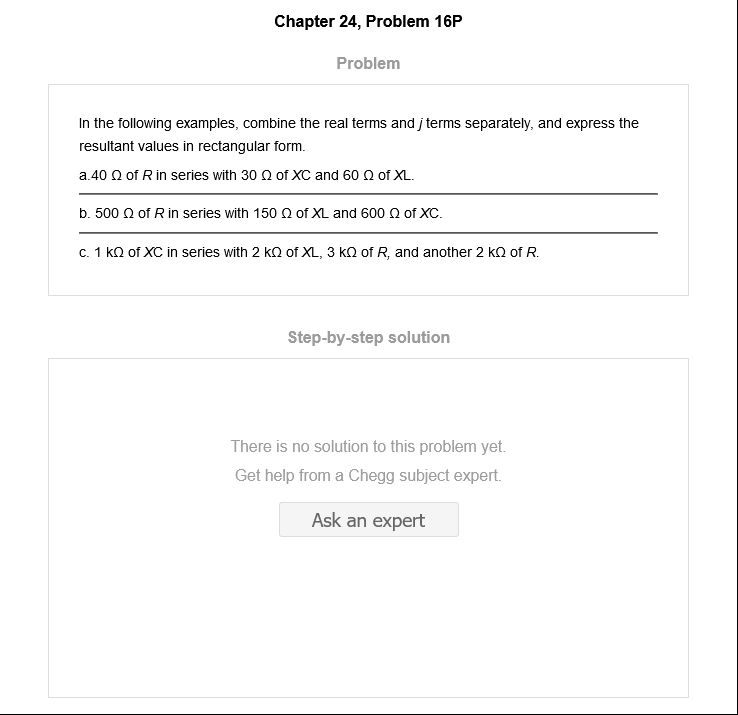 Chapter 24, Problem 16P
Problem
In the following examples, combine the real terms and j terms separately, and express the
resultant values in rectangular form.
a.40 Ω of R in series with 30 Ω of XC and 60 Ω of XL.
b. 500 Ω of R in series with 150 Ω of XL and 600 Ω of XC.
c. 1 kΩ of XC in series with 2 kΩ of XL, 3 kΩ of R, and another 2 kΩ of R.
Step-by-step solution
There is no solution to this problem yet.
Get help from a Chegg subject expert.
Ask an expert